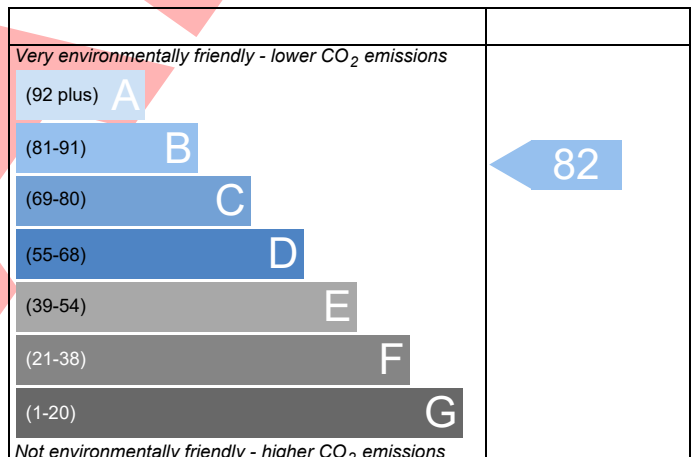 Very environmentally friendly - lower CO2 emissions
(92 plus) A
(81-91) B
82
(69-80) C
(55-68) D
(39-54) E
(21-38) F
(1-20) G
Not environmentally friendly - higher CO2 emissions